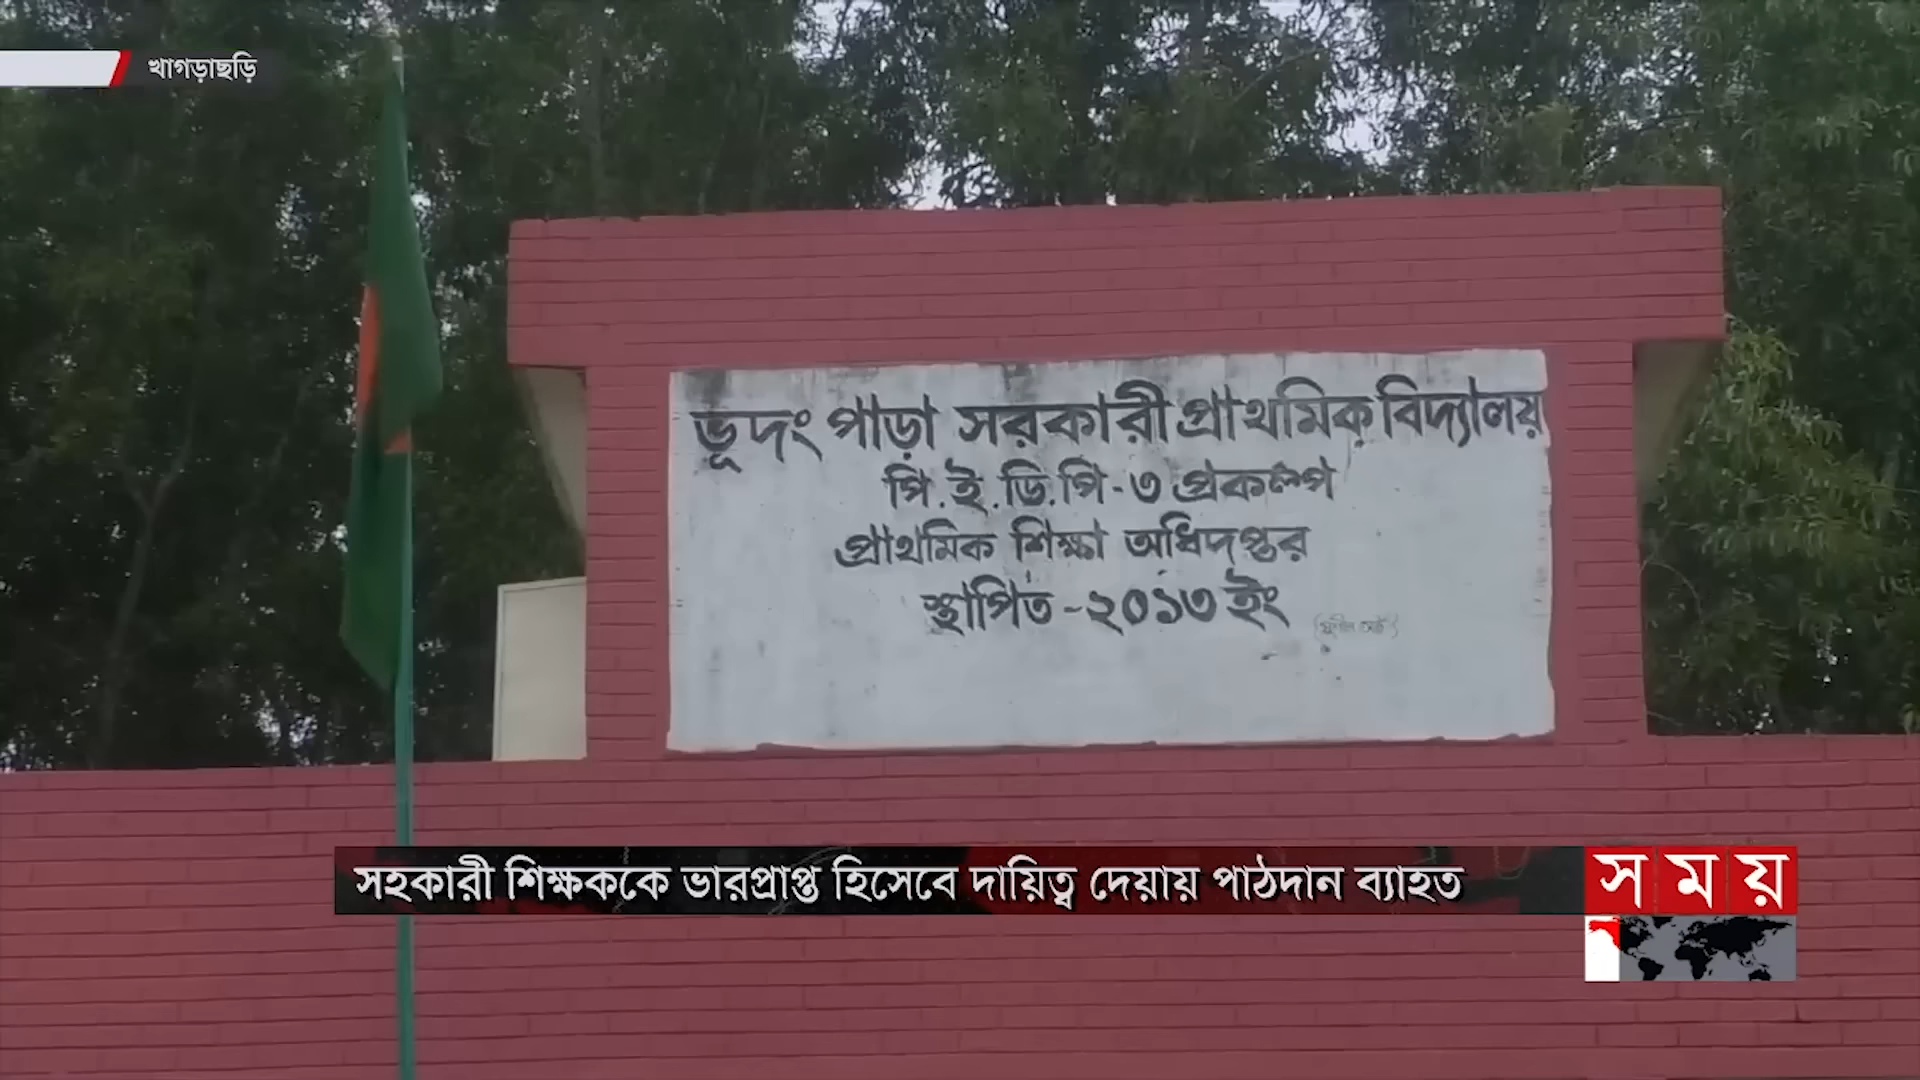 খাগড়াছড়ি
ভূদং পাড়া সরকারী প্রাথমিক বিদ্যালয়
পি.ই.ডি.পি-৩ প্রকল্প
প্রাথমিক শিক্ষা অধিদপ্তর
স্থাপিত-২০১৩ ইং
সহকারী শিক্ষককে ভারপ্রাপ্ত হিসেবে দায়িত্ব দেয়ায় পাঠদান ব্যাহত
সময়